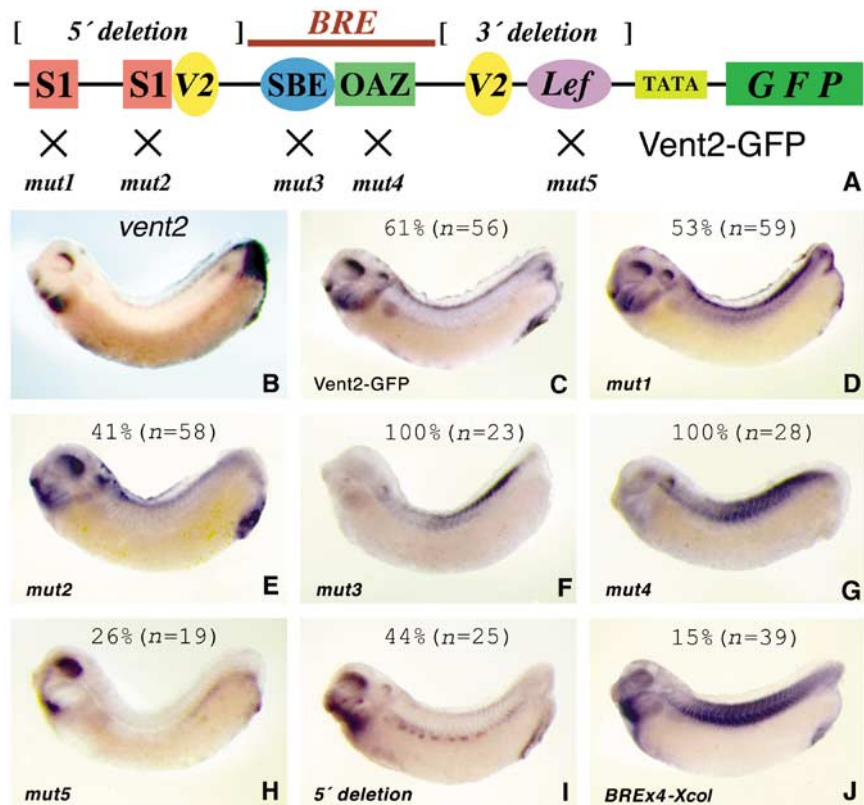 [ 5´ deletion ] BRE [ 3´ deletion ]
S1 S1 V2 SBE OAZ V2 Lef TATA GFP
mut1 mut2 mut3 mut4 mut5 Vent2-GFP A
vent2 61% (n=56) 53% (n=59)
B Vent2-GFP C mut1 D
41% (n=58) 100% (n=23) 100% (n=28)
mut2 E mut3 F mut4 G
26% (n=19) 44% (n=25) 15% (n=39)
mut5 H 5´ deletion I BREx4-Xcol J